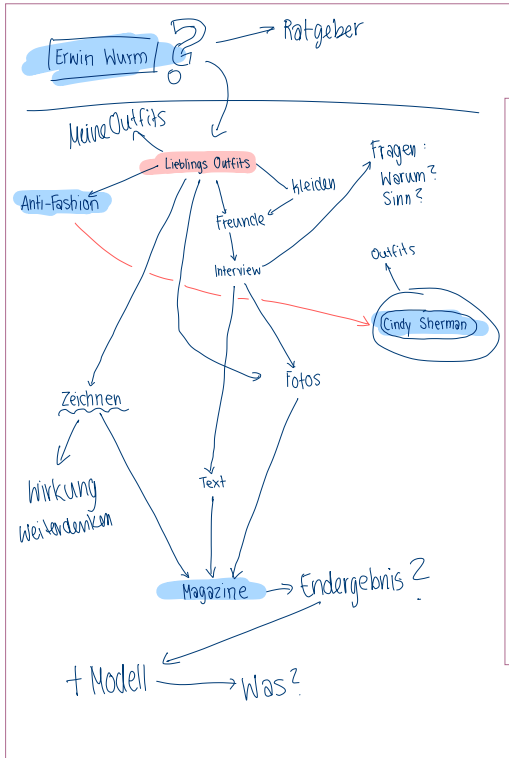 Erwin Wurm ? Ratgeber
Meine Outfits
Lieblings Outfits
Fragen:
Warum?
Sinn?
kleiden
Anti-Fashion
Freunde
Interview
Outfits
Cindy Sherman
Fotos
Zeichnen
Text
Wirkung
Weiterdenken
Magazine
Endergebnis?
+ Modell
Was?